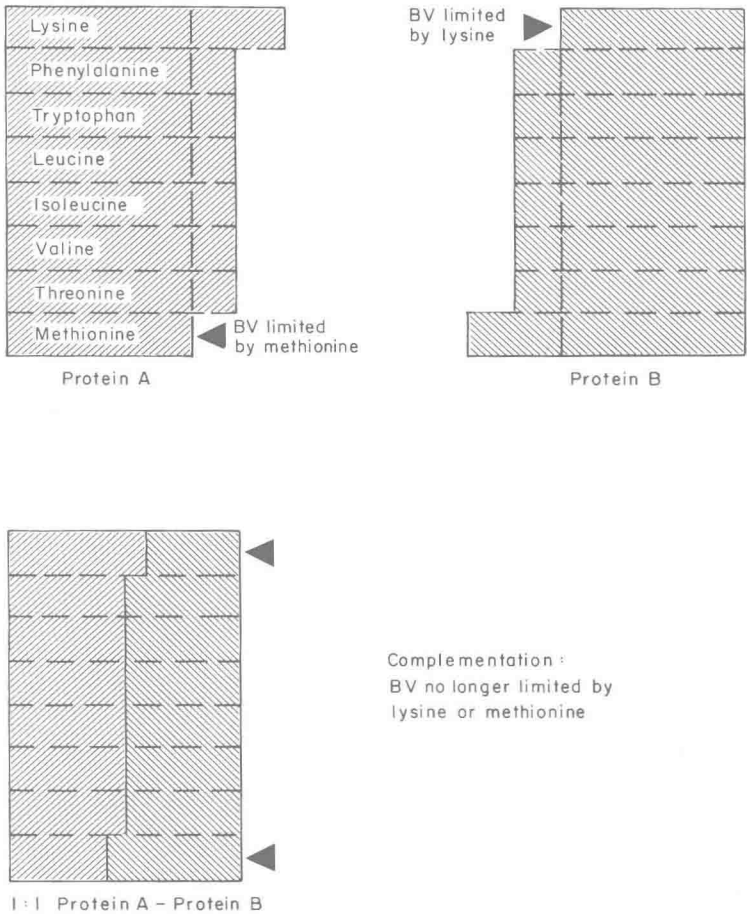 Lysine
Phenylalanine
Tryptophan
Leucine
Isoleucine
Valine
Threonine
Methionine
BV limited
by methionine
Protein A
BV limited
by lysine
Protein B
Complementation :
BV no longer limited by
lysine or methionine
1:1 Protein A - Protein B